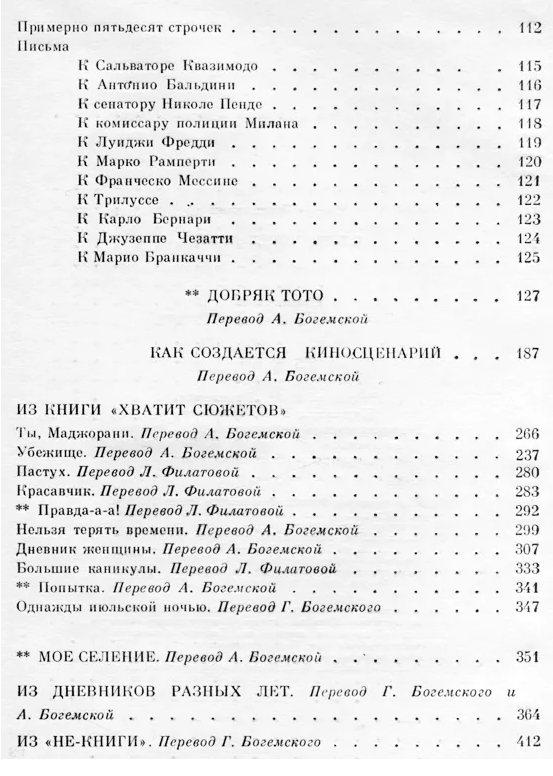 Примерно пятьдесят строчек . . . . . . . . . . . . . . . 112
Письма
К Сальваторе Квазимодо . . . . . . . . . . . . 115
К Антонио Бальдини . . . . . . . . . . . . . 116
К сенатору Николе Пенде . . . . . . . . . . . . 117
К комиссару полиции Милана . . . . . . . . . . 118
К Луиджи Фредди . . . . . . . . . . . . . . 119
К Марко Рамперти . . . . . . . . . . . . . . 120
К Франческо Мессине . . . . . . . . . . . . . 121
К Трилуссе . . . . . . . . . . . . . . . . 122
К Карло Бернари . . . . . . . . . . . . . . 123
К Джузеппе Чезатти . . . . . . . . . . . . . 124
К Марио Бранкаччи . . . . . . . . . . . . . 125
** ДОБРЯК ТОТО . . . . . . . . . 127
Перевод А. Богемской
КАК СОЗДАЕТСЯ КИНОСЦЕНАРИЙ . . . 187
Перевод А. Богемской
ИЗ КНИГИ «ХВАТИТ СЮЖЕТОВ»
Ты, Маджорани. Перевод А. Богемской . . . . . . . . . . 266
Убежище. Перевод А. Богемской . . . . . . . . . . . . 237
Пастух. Перевод Л. Филатовой . . . . . . . . . . . . 280
Красавчик. Перевод Л. Филатовой . . . . . . . . . . . 283
** Правда-а-а! Перевод Л. Филатовой . . . . . . . . . . 292
Нельзя терять времени. Перевод А. Богемской . . . . . . . 299
Дневник женщины. Перевод А. Богемской . . . . . . . . . 307
Большие каникулы. Перевод Л. Филатовой . . . . . . . . 333
** Попытка. Перевод А. Богемской . . . . . . . . . . . 341
Однажды июльской ночью. Перевод Г. Богемского . . . . . . 347
** МОЕ СЕЛЕНИЕ. Перевод А. Богемской . . . . . . . . . 351
ИЗ ДНЕВНИКОВ РАЗНЫХ ЛЕТ. Перевод Г. Богемского и
А. Богемской . . . . . . . . . . . . . . . . . 364
ИЗ «НЕ-КНИГИ». Перевод Г. Богемского . . . . . . . . . 412